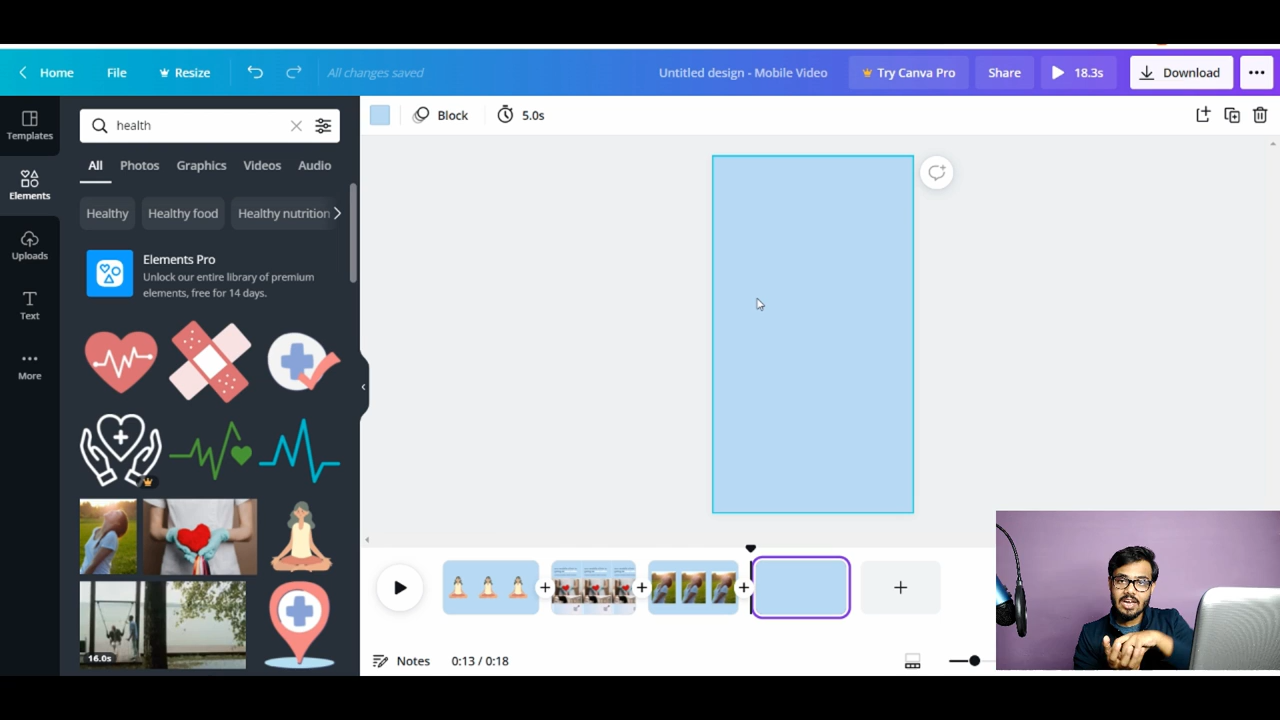 Home
File
Resize
All changes saved
Untitled design - Mobile Video
Try Canva Pro
Share
18.3s
Download
Templates
Elements
Uploads
Text
More
health
All
Photos
Graphics
Videos
Audio
Healthy
Healthy food
Healthy nutrition
Elements Pro
Unlock our entire library of premium
elements, free for 14 days.
16.0s
Block
5.0s
Notes
0:13 / 0:18